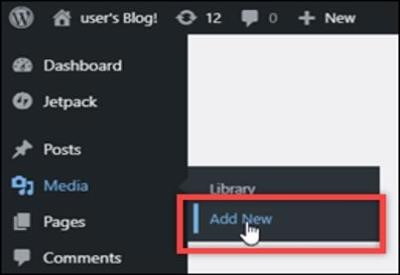 user's Blog! 12 0 + New
Dashboard
Jetpack
Posts
Media
Library
Add New
Pages
Comments